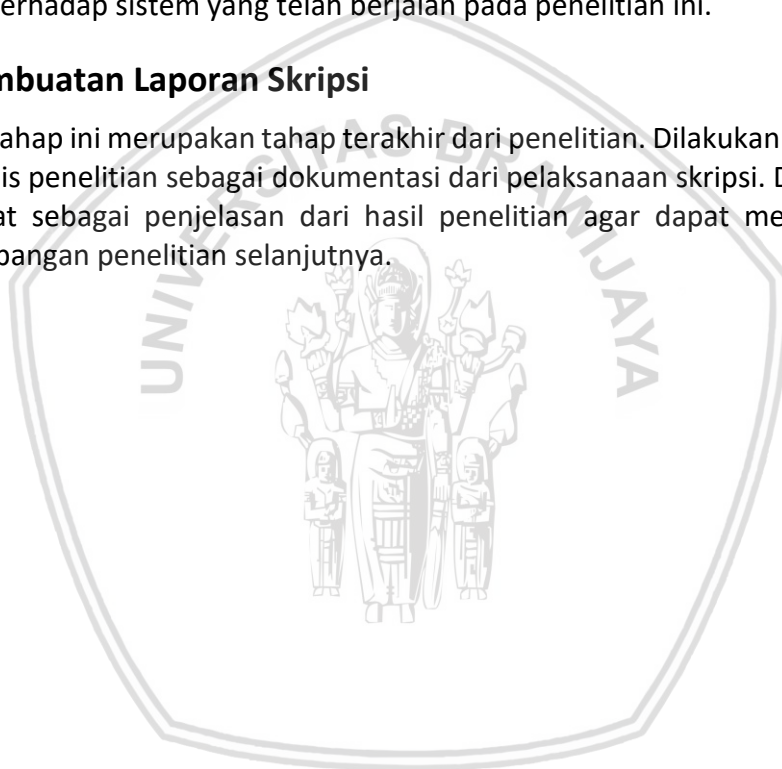 erhadap sistem yang telah berjalan pada penelitian ini.
mbuatan Laporan Skripsi
ahap ini merupakan tahap terakhir dari penelitian. Dilakukan
is penelitian sebagai dokumentasi dari pelaksanaan skripsi. D
at sebagai penjelasan dari hasil penelitian agar dapat me
bangan penelitian selanjutnya.
UNIVERSITAS BRAWIJAYA